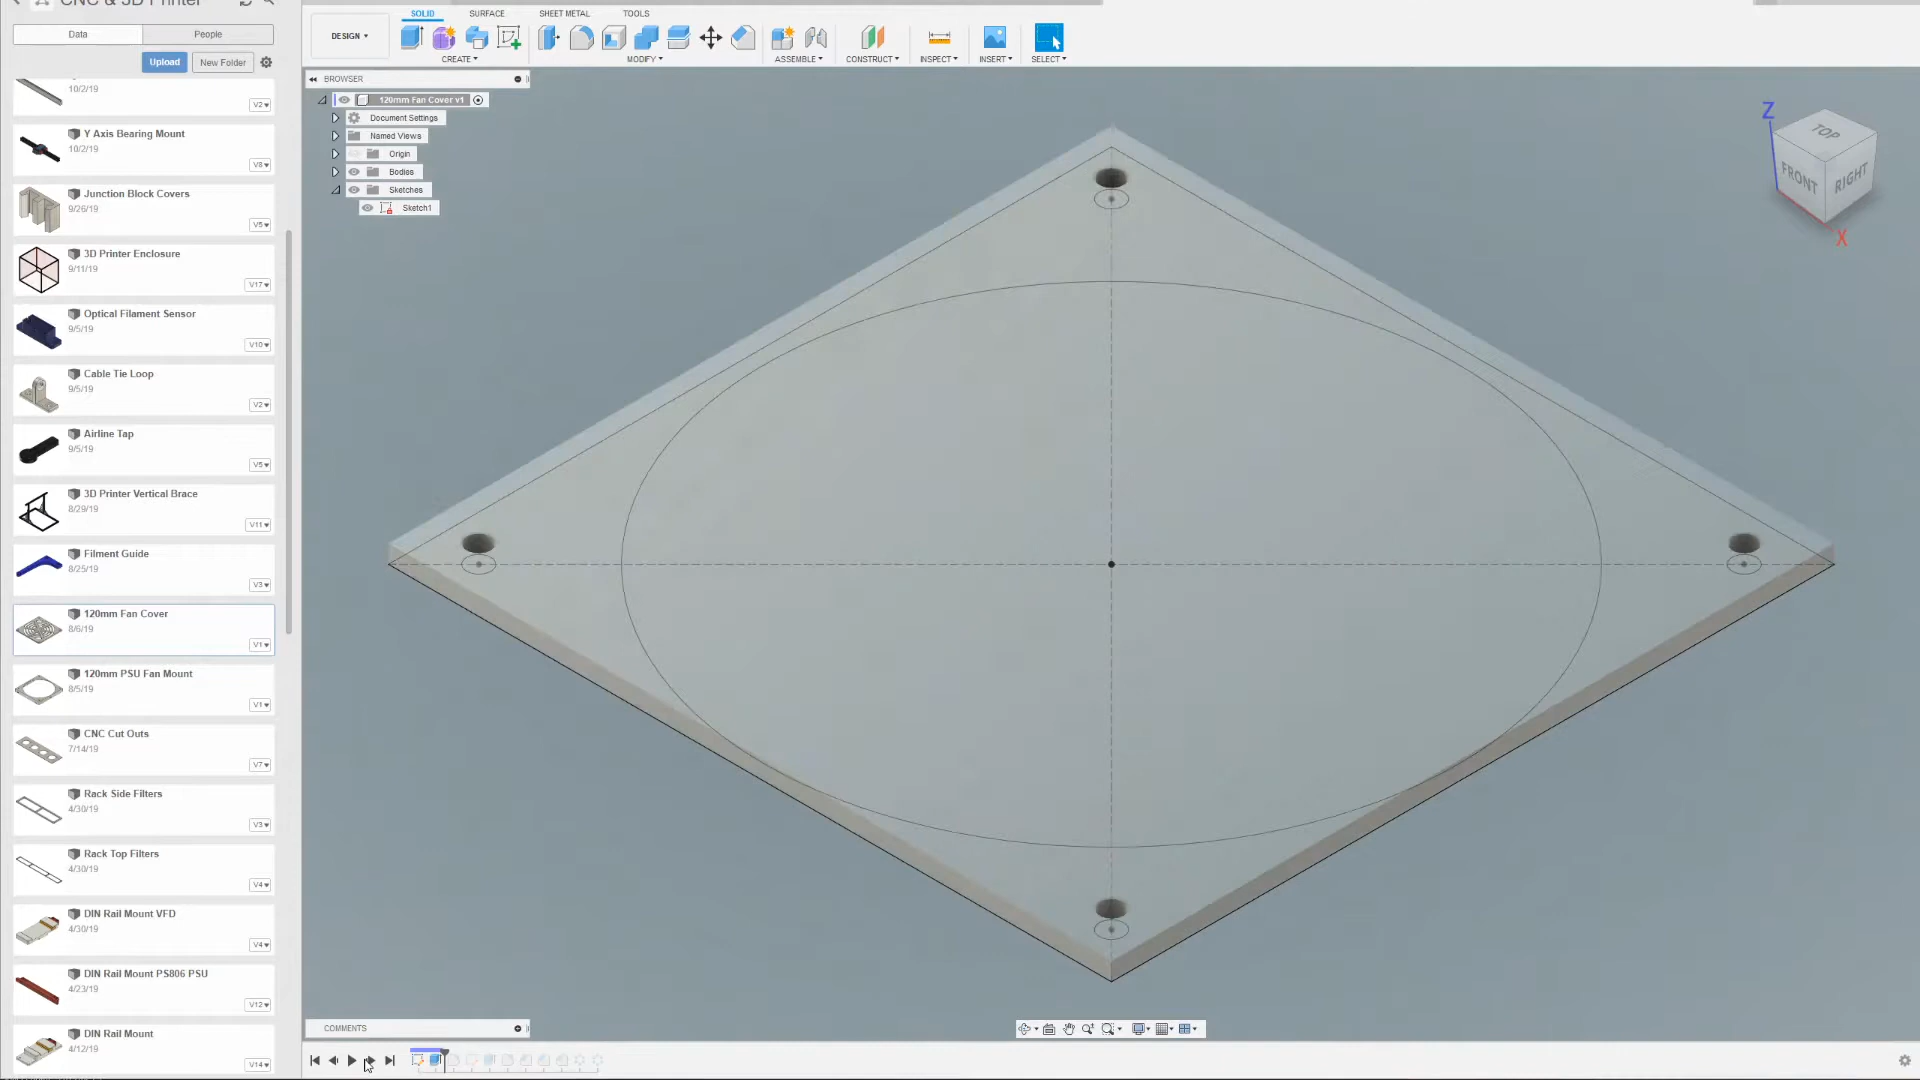 CNC & 3D Printer
Data
People
Upload
New Folder
10/2/19
V2
Y Axis Bearing Mount
10/2/19
V8
Junction Block Covers
9/26/19
V5
3D Printer Enclosure
9/11/19
V17
Optical Filament Sensor
9/5/19
V10
Cable Tie Loop
9/5/19
V2
Airline Tap
9/5/19
V5
3D Printer Vertical Brace
8/29/19
V11
Filment Guide
8/25/19
V3
120mm Fan Cover
8/6/19
V1
120mm PSU Fan Mount
8/5/19
V1
CNC Cut Outs
7/14/19
V7
Rack Side Filters
4/30/19
V3
Rack Top Filters
4/30/19
V4
DIN Rail Mount VFD
4/30/19
V4
DIN Rail Mount PS806 PSU
4/23/19
V12
DIN Rail Mount
4/12/19
V14
SOLID
SURFACE
SHEET METAL
TOOLS
DESIGN
CREATE
MODIFY
ASSEMBLE
CONSTRUCT
INSPECT
INSERT
SELECT
BROWSER
120mm Fan Cover v1
Document Settings
Named Views
Origin
Bodies
Sketches
Sketch1
Z
TOP
FRONT
RIGHT
X
COMMENTS